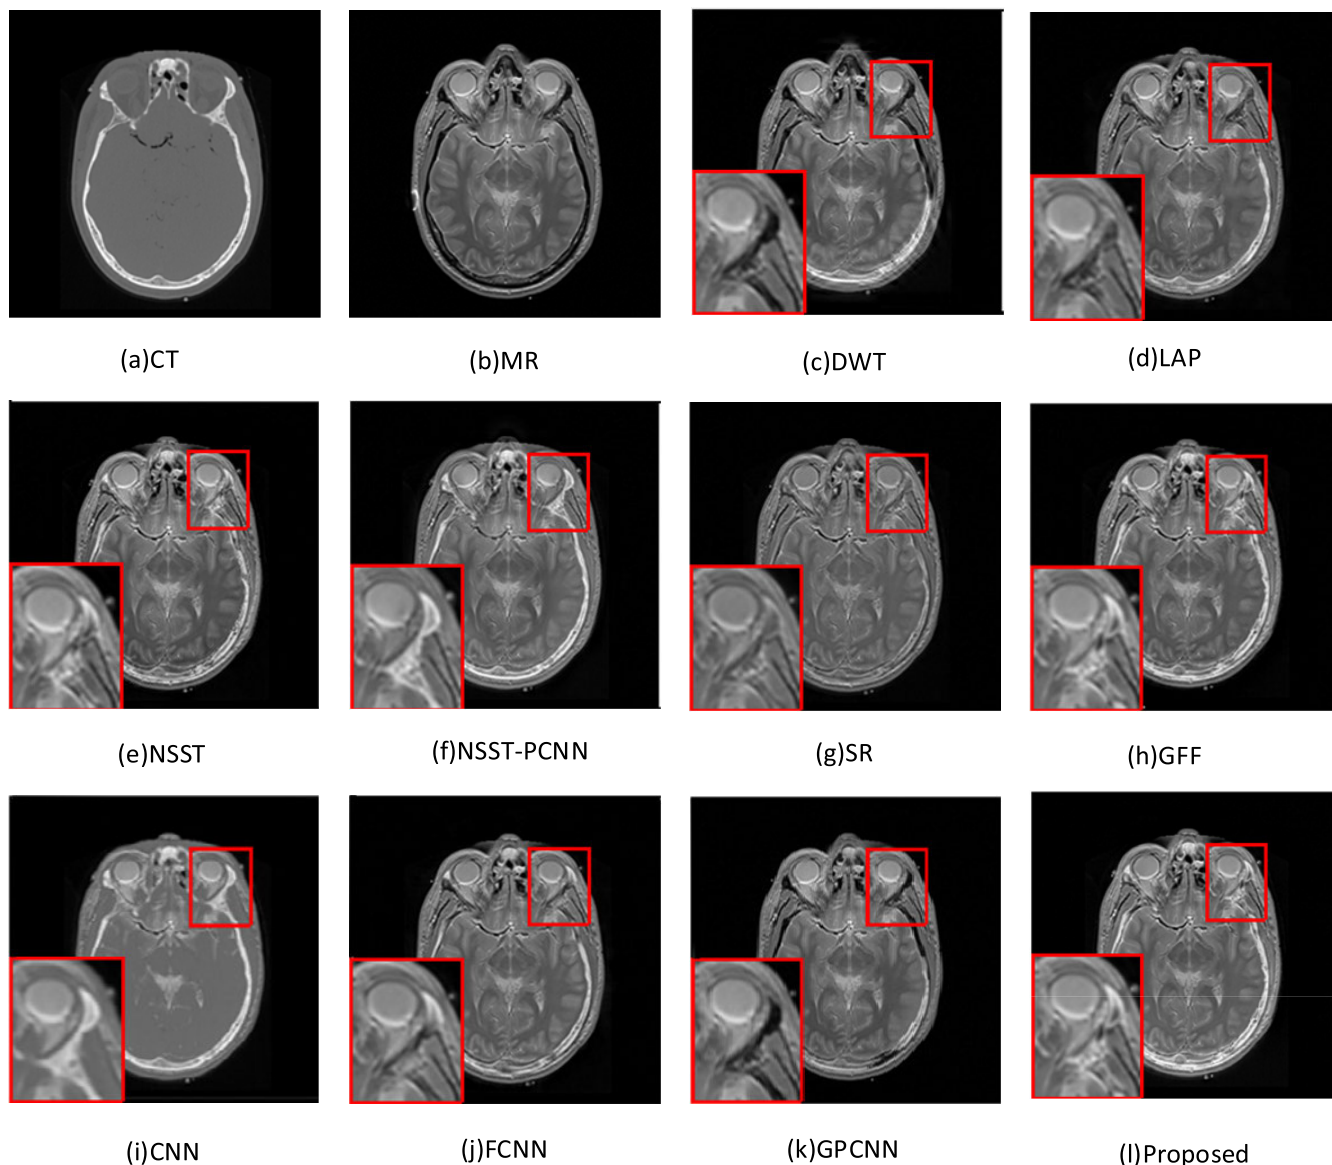 (a)CT
(b)MR
(c)DWT
(d)LAP
(e)NSST
(f)NSST-PCNN
(g)SR
(h)GFF
(i)CNN
(j)FCNN
(k)GPCNN
(l)Proposed